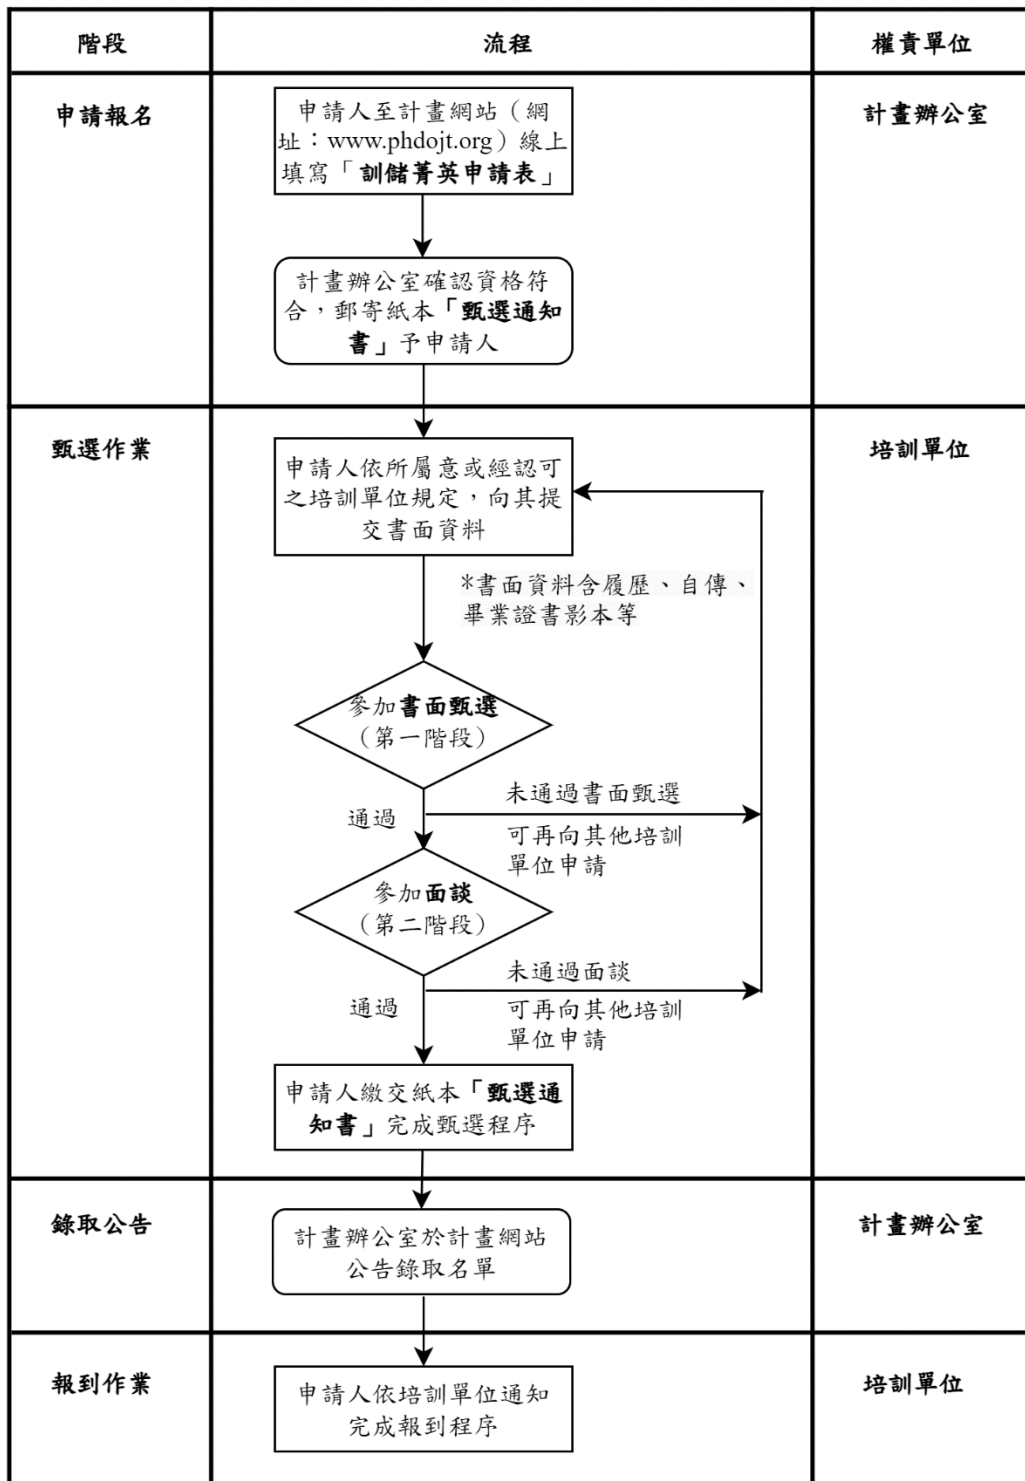 階段
流程
權責單位
申請報名
申請人至計畫網站（網
址：www.phdojt.org）線上
填寫「訓儲菁英申請表」
計畫辦公室
計畫辦公室確認資格符
合，郵寄紙本「甄選通知
書」予申請人
甄選作業
申請人依所屬意或經認可
之培訓單位規定，向其提
交書面資料
培訓單位
*書面資料含履歷、自傳、
畢業證書影本等
參加書面甄選
（第一階段）
通過
未通過書面甄選
可再向其他培訓
單位申請
參加面談
（第二階段）
通過
未通過面談
可再向其他培訓
單位申請
申請人繳交紙本「甄選通
知書」完成甄選程序
錄取公告
計畫辦公室於計畫網站
公告錄取名單
計畫辦公室
報到作業
申請人依培訓單位通知
完成報到程序
培訓單位